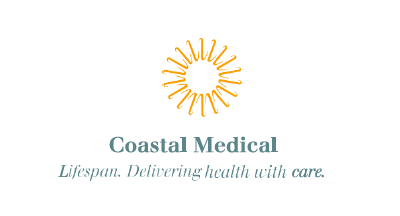 Coastal Medical
Lifespan. Delivering health with care.